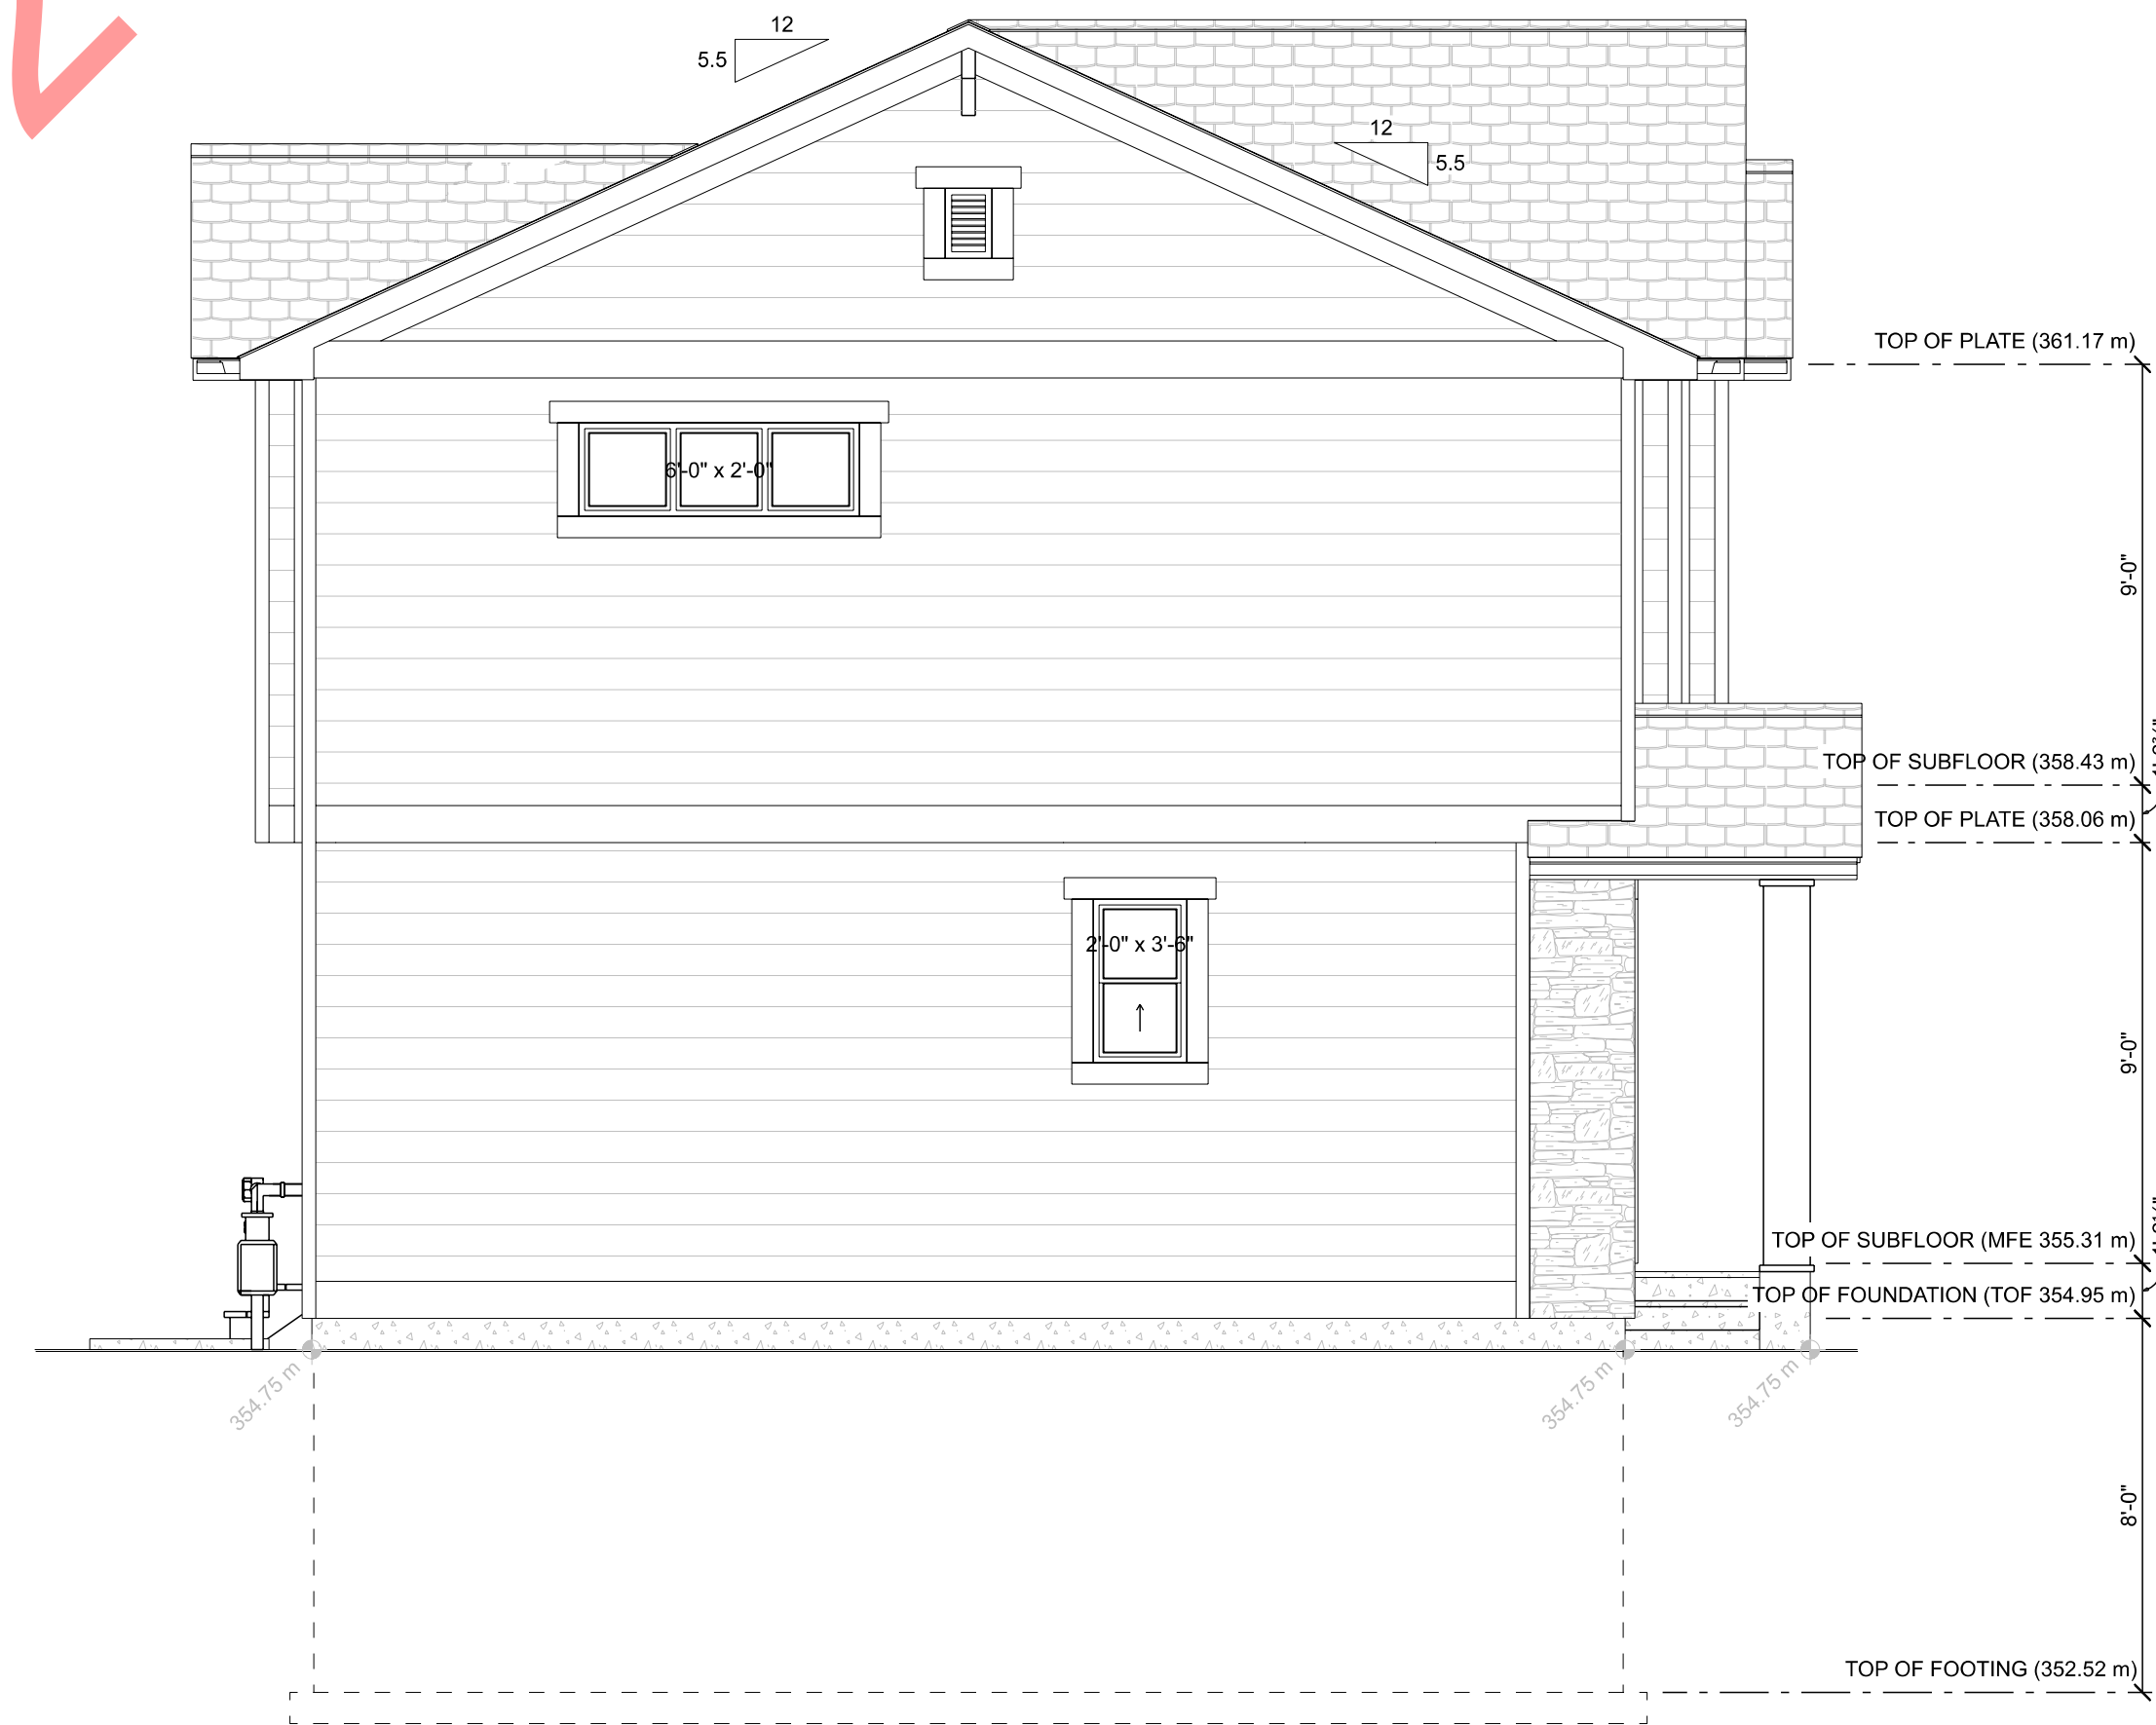 12
5.5
12
5.5
TOP OF PLATE (361.17 m)
6'-0" x 2'-0"
9'-0"
TOP OF SUBFLOOR (358.43 m)
TOP OF PLATE (358.06 m)
2'-0" x 3'-6"
9'-0"
TOP OF SUBFLOOR (MFE 355.31 m)
TOP OF FOUNDATION (TOF 354.95 m)
354.75 m
354.75 m
354.75 m
8'-0"
TOP OF FOOTING (352.52 m)